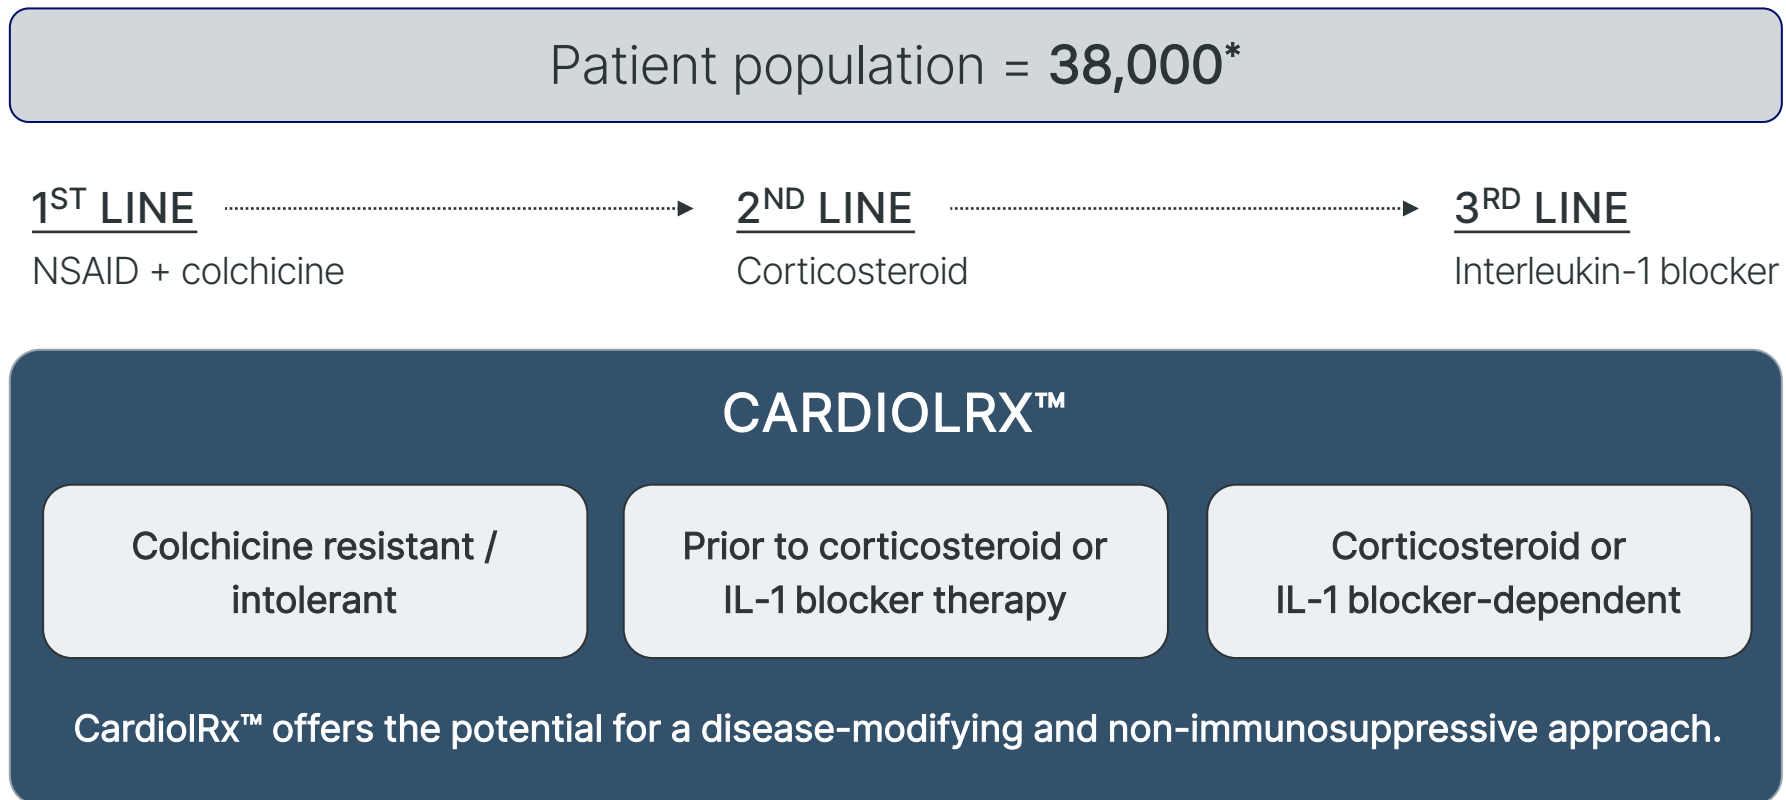 Patient population = 38,000*
1ST LINE
2ND LINE
3RD LINE
NSAID + colchicine
Corticosteroid
Interleukin-1 blocker
CARDIOLRX™
Colchicine resistant /
intolerant
Prior to corticosteroid or
IL-1 blocker therapy
Corticosteroid or
IL-1 blocker-dependent
CardiolRx™ offers the potential for a disease-modifying and non-immunosuppressive approach.